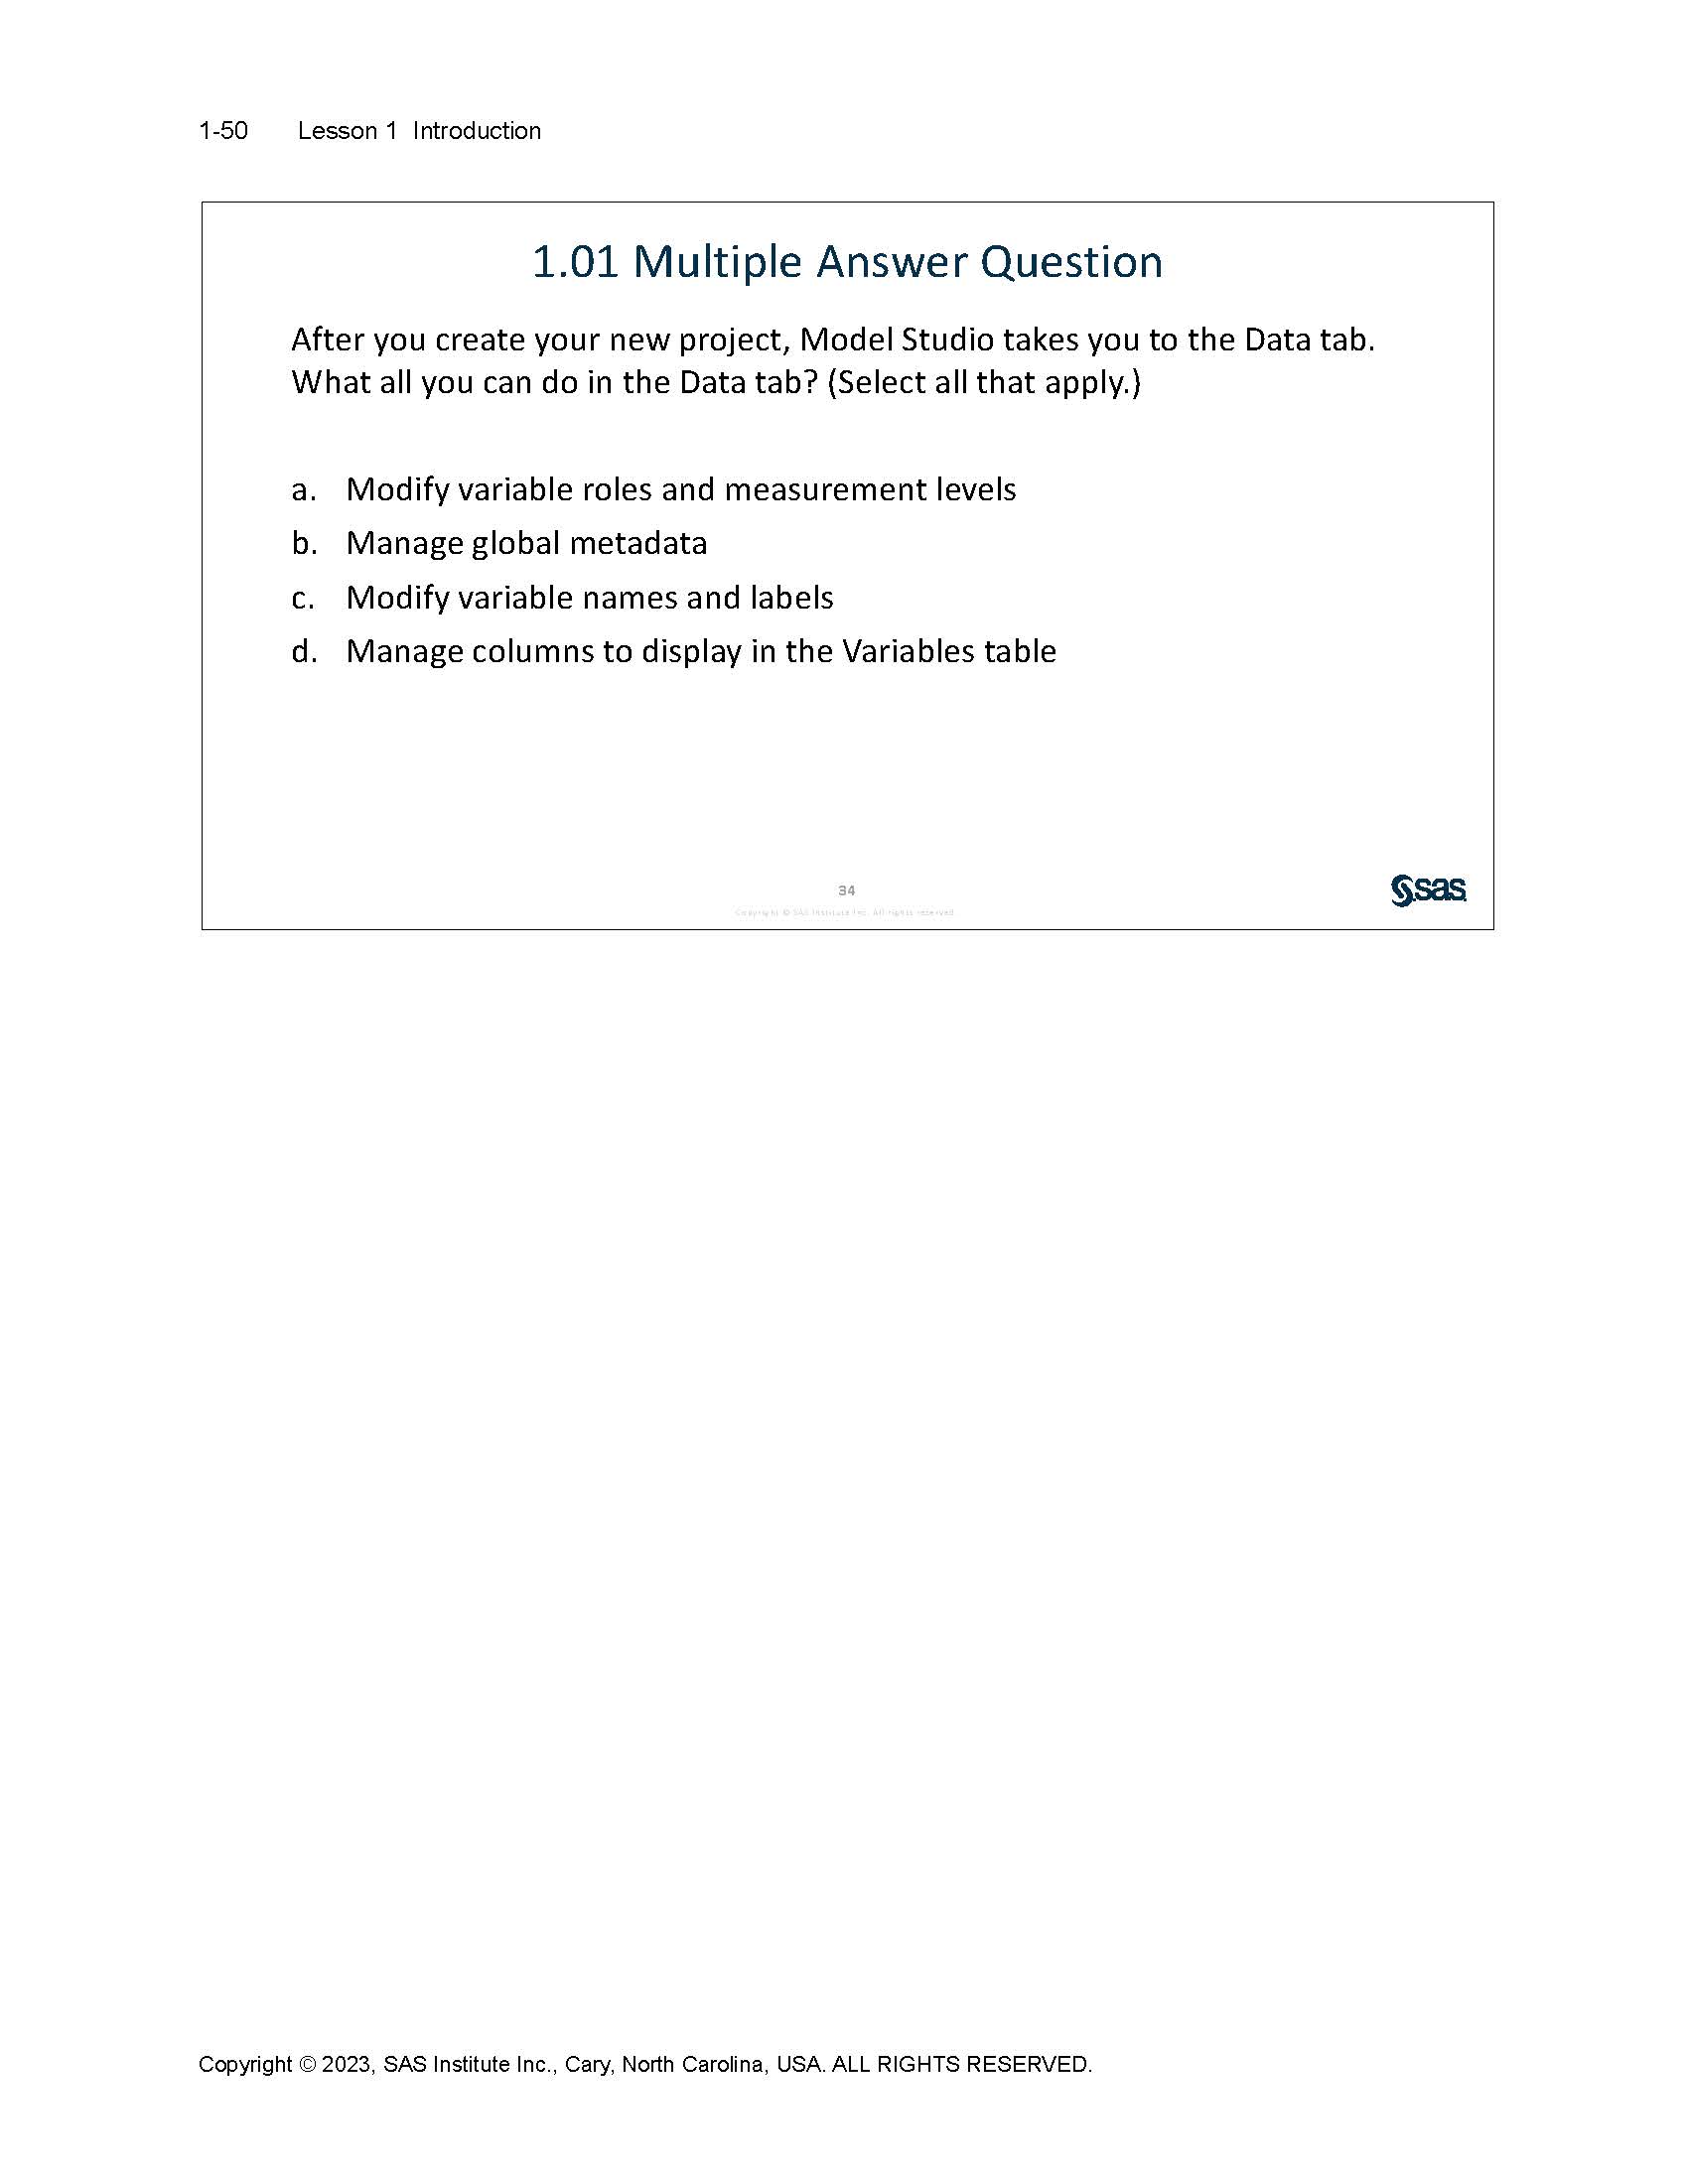 1-50 Lesson 1 Introduction
1.01 Multiple Answer Question
After you create your new project, Model Studio takes you to the Data tab.
What all you can do in the Data tab? (Select all that apply.)
a. Modify variable roles and measurement levels
b. Manage global metadata
c. Modify variable names and labels
d. Manage columns to display in the Variables table
34
Copyright © SAS Institute Inc. All rights reserved.
sas
Copyright © 2023, SAS Institute Inc., Cary, North Carolina, USA. ALL RIGHTS RESERVED.